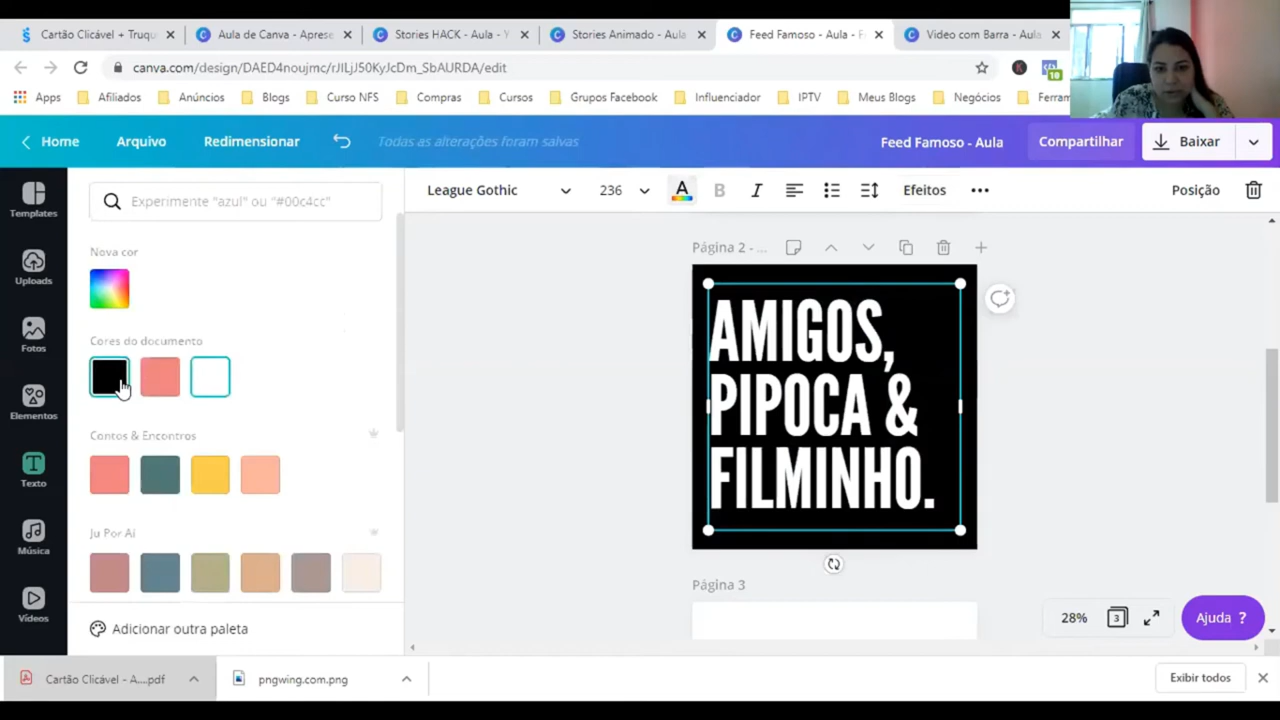 Cartão Clicável + Truqu
Aula de Canva - Aprese
Stories Animado - Aula
Feed Famoso - Aula - F
Video com Barra - Aula
canva.com/design/DAED4noujmc/rJILiJ50KyJcDm_SbAURDA/edit
10
Apps
Afiliados
Anúncios
Blogs
Curso NFS
Compras
Cursos
Grupos Facebook
Influenciador
IPTV
Meus Blogs
Negócios
Ferram
Home
Arquivo
Redimensionar
Todas as alterações foram salvas
Feed Famoso - Aula
Compartilhar
Baixar
Templates
Uploads
Fotos
Elementos
Texto
Música
Vídeos
Experimente "azul" ou "#00c4cc"
League Gothic
236
A
B
I
Efeitos
Posição
Nova cor
Cores do documento
Contos & Encontros
Ju Por Aí
Adicionar outra paleta
Página 2 - ...
AMIGOS,
PIPOCA &
FILMINHO.
Página 3
28%
3
Ajuda ?
Cartão Clicável - A....pdf
pngwing.com.png
Exibir todos